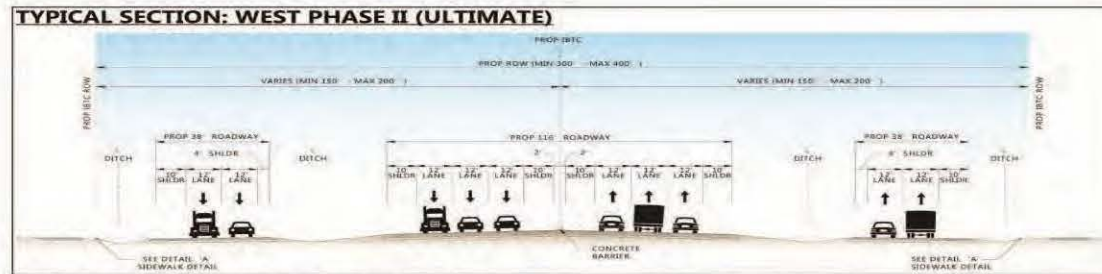 TYPICAL SECTION: WEST PHASE II (ULTIMATE)
PROP IBTC
PROP ROW (MIN 300' - MAX 400')
VARIES (MIN 150' - MAX 200') VARIES (MIN 150' - MAX 200')
PROP IBTC ROW PROP IBTC ROW
PROP 38' ROADWAY PROP 116' ROADWAY PROP 38' ROADWAY
DITCH 4' SHLDR DITCH 2' 2' DITCH 4' SHLDR DITCH
10' 12' 12' 10' 12' 12' 12' 10' 10' 12' 12' 12' 10' 12' 12' 10'
SHLDR LANE LANE SHLDR LANE LANE LANE SHLDR SHLDR LANE LANE LANE SHLDR LANE LANE SHLDR
SEE DETAIL 'A'
SIDEWALK DETAIL
CONCRETE
BARRIER
SEE DETAIL 'A'
SIDEWALK DETAIL